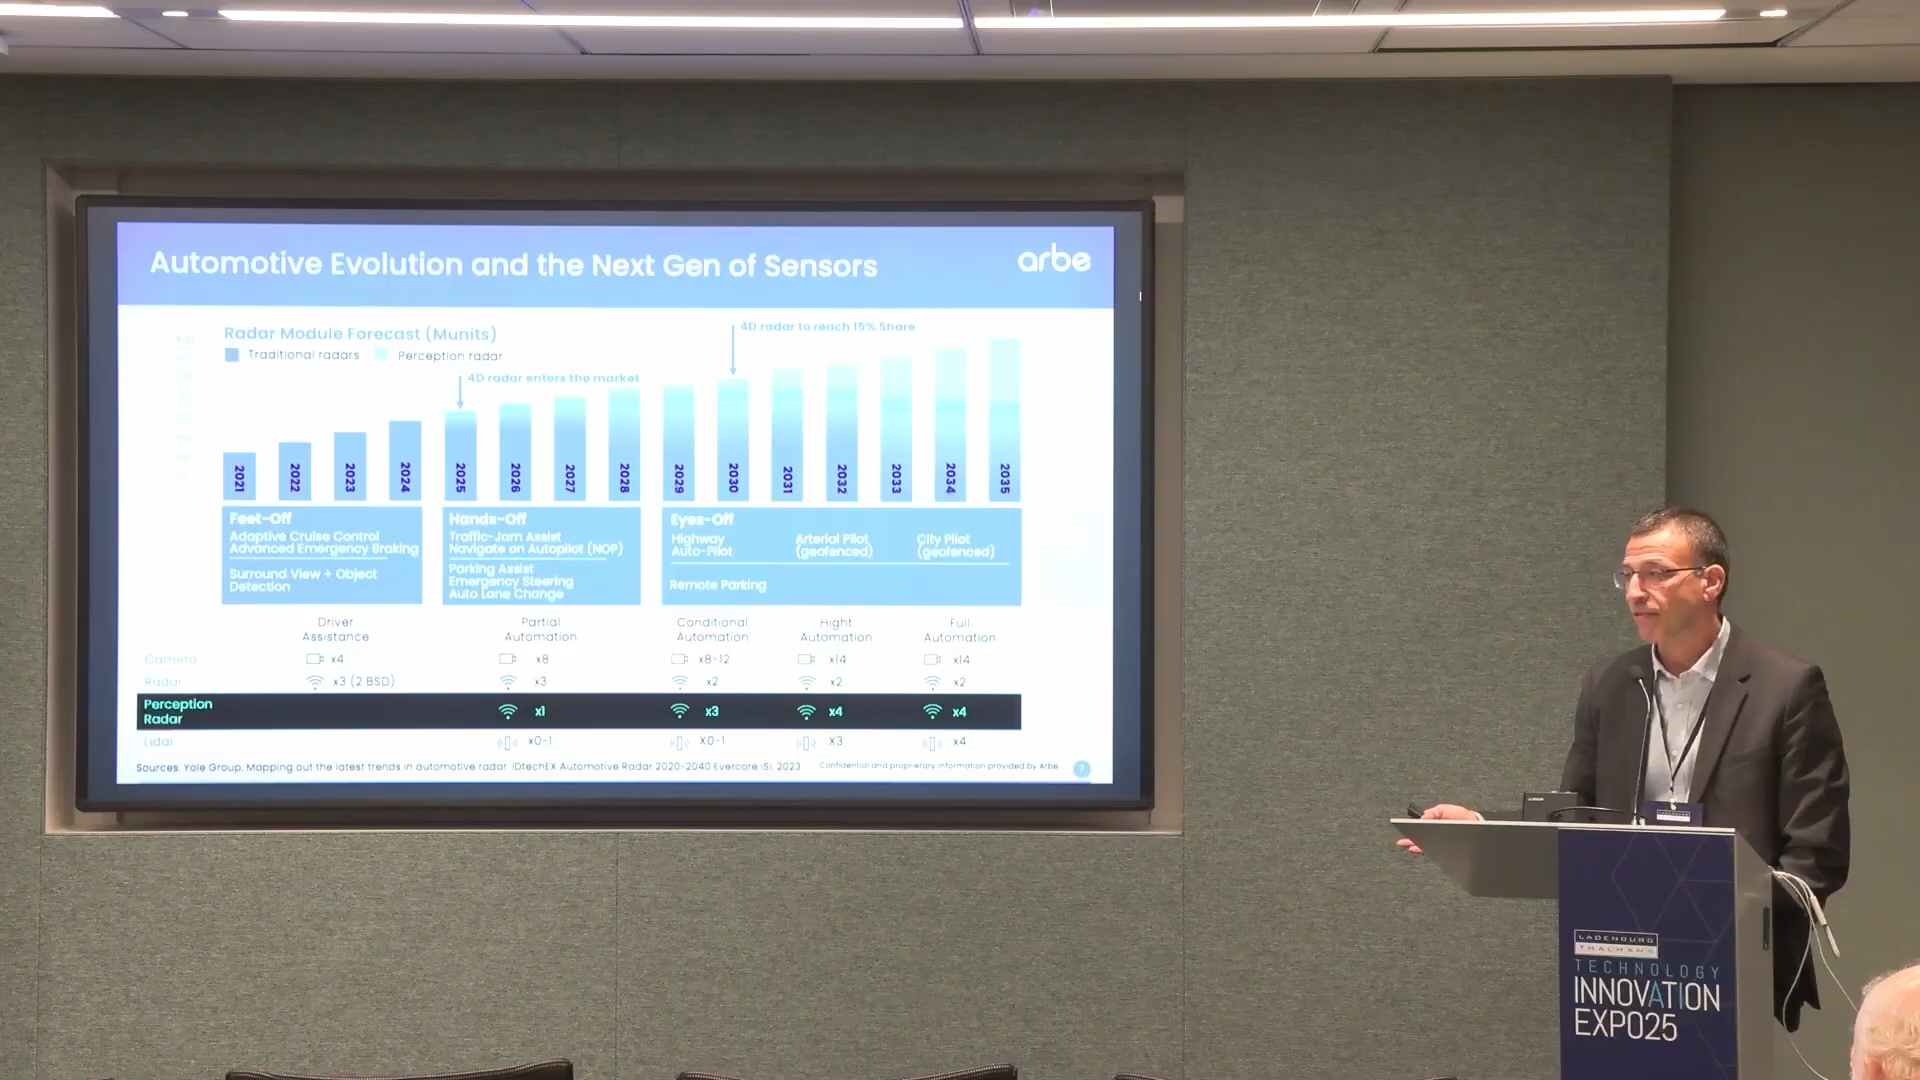 Automotive Evolution and the Next Gen of Sensors
arbe
Radar Module Forecast (Munits)
Traditional radars
Perception radar
4D radar enters the market
4D radar to reach 15% Share
2021
2022
2023
2024
2025
2026
2027
2028
2029
2030
2031
2032
2033
2034
2035
Feet-Off
Adaptive Cruise Control
Advanced Emergency Braking
Surround View + Object
Detection
Hands-Off
Traffic-Jam Assist
Navigate on Autopilot (NOP)
Parking Assist
Emergency Steering
Auto Lane Change
Eyes-Off
Highway
Auto-Pilot
Arterial Pilot
(geofenced)
City Pilot
(geofenced)
Remote Parking
Driver
Assistance
Partial
Automation
Conditional
Automation
Hight
Automation
Full
Automation
Camera x4 x8 x8-12 x14 x14
Radar x3 (2 BSD) x3 x2 x2 x2
Perception
Radar
x1 x3 x4 x4
Lidar x0-1 X0-1 X3 x4
Sources: Yole Group, Mapping out the latest trends in automotive radar IDtechEX Automotive Radar 2020-2040 Evercore ISI, 2023
Confidential and proprietary information provided by Arbe
7
LADENBURG
THALMANN
TECHNOLOGY
INNOVATION
EXPO25